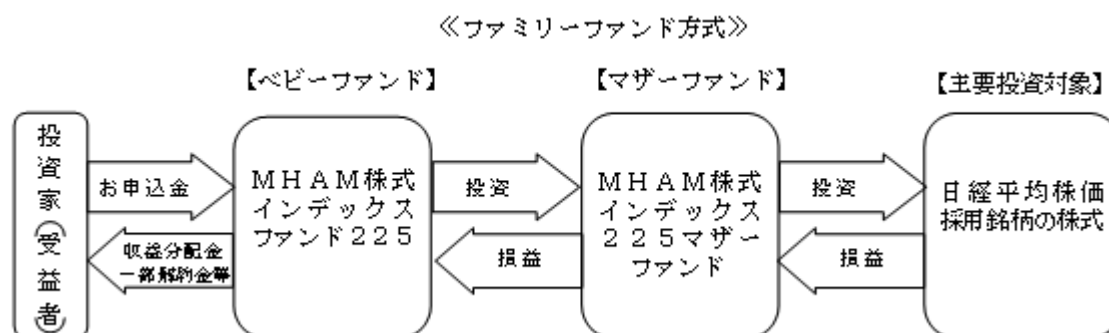 ≪ファミリーファンド方式≫
【ベビーファンド】
【マザーファンド】
【主要投資対象】
投資家(受益者)
お申込金
収益分配金
一部解約金等
MHAM株式
インデックス
ファンド225
投資
損益
MHAM株式
インデックス
225マザー
ファンド
投資
損益
日経平均株価
採用銘柄の株式